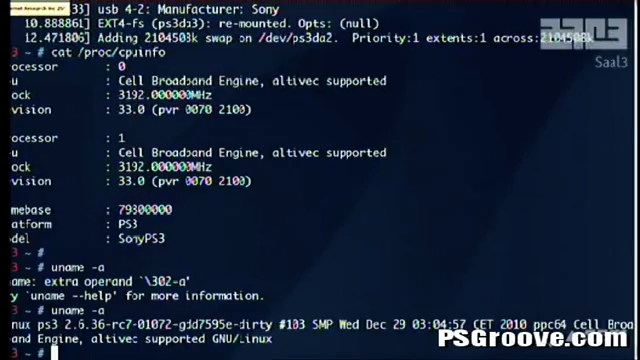 33] usb 4-2: Manufacturer: Sony
10.888881] EXT4-fs (ps3dd3): re-mounted. Opts: (null)
12.471806] Adding 2104508k swap on /dev/ps3da2. Priority:1 extents:1 across:2104508k
3 ~ # cat /proc/cpuinfo
Saal3
ocessor : 0
u : Cell Broadband Engine, altivec supported
ock : 3192.000000MHz
vision : 33.0 (pvr 0070 2100)
ocessor : 1
u : Cell Broadband Engine, altivec supported
ock : 3192.000000MHz
vision : 33.0 (pvr 0070 2100)
mebase : 79800000
atform : PS3
del : SonyPS3
3 ~ #
3 ~ # uname -a
name: extra operand `\302-a'
y `uname --help' for more information.
3 ~ # uname -a
nux ps3 2.6.36-rc7-01072-gdd7595e-dirty #103 SMP Wed Dec 29 03:04:57 CET 2010 ppc64 Cell Broa
and Engine, altivec supported GNU/Linux
3 ~ #
PSGroove.com